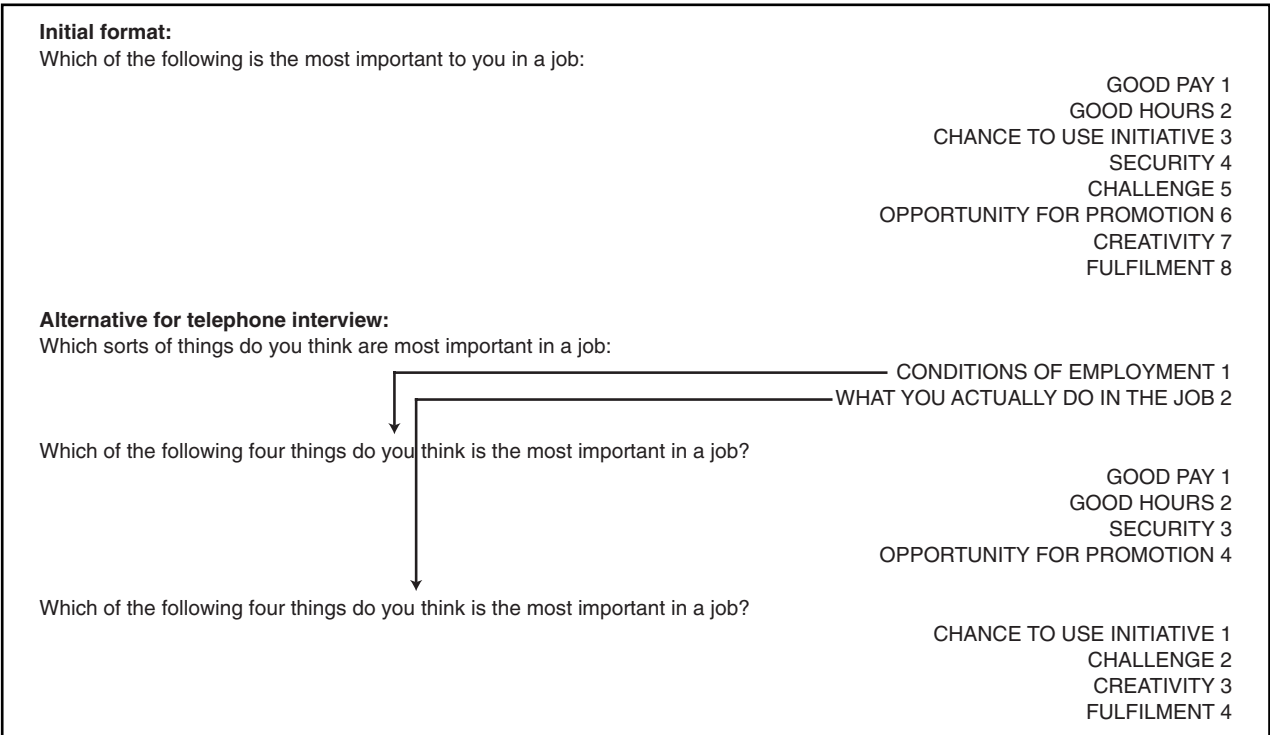 Initial format:
Which of the following is the most important to you in a job:
GOOD PAY 1
GOOD HOURS 2
CHANCE TO USE INITIATIVE 3
SECURITY 4
CHALLENGE 5
OPPORTUNITY FOR PROMOTION 6
CREATIVITY 7
FULFILMENT 8
Alternative for telephone interview:
Which sorts of things do you think are most important in a job:
CONDITIONS OF EMPLOYMENT 1
WHAT YOU ACTUALLY DO IN THE JOB 2
Which of the following four things do you think is the most important in a job?
GOOD PAY 1
GOOD HOURS 2
SECURITY 3
OPPORTUNITY FOR PROMOTION 4
Which of the following four things do you think is the most important in a job?
CHANCE TO USE INITIATIVE 1
CHALLENGE 2
CREATIVITY 3
FULFILMENT 4